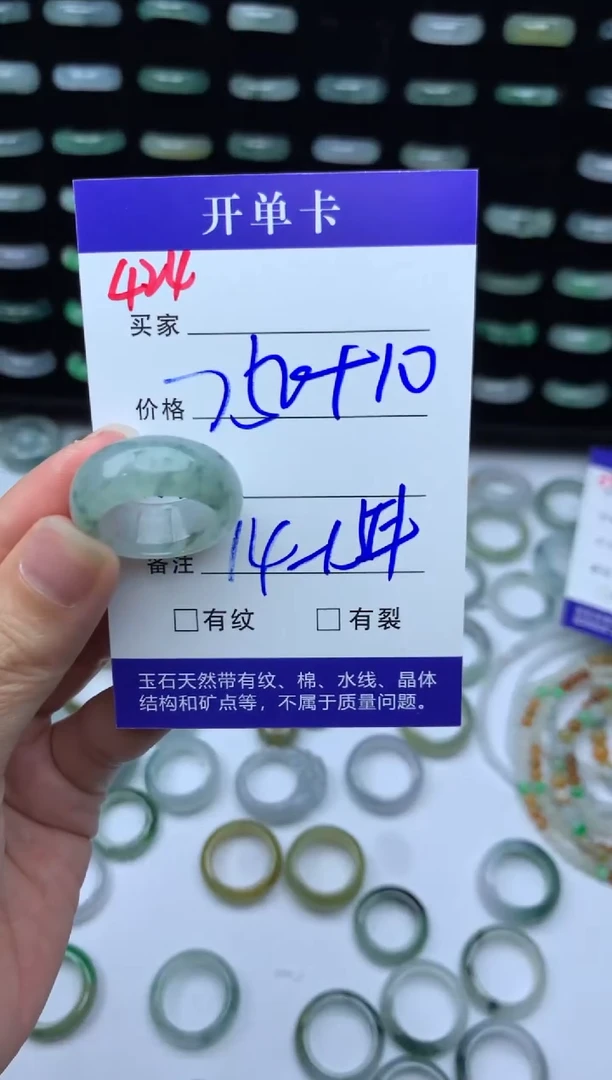 开单卡
424
买家
价格 750+10
备注 14-15
□有纹 □有裂
玉石天然带有纹、棉、水线、晶体
结构和矿点等，不属于质量问题。